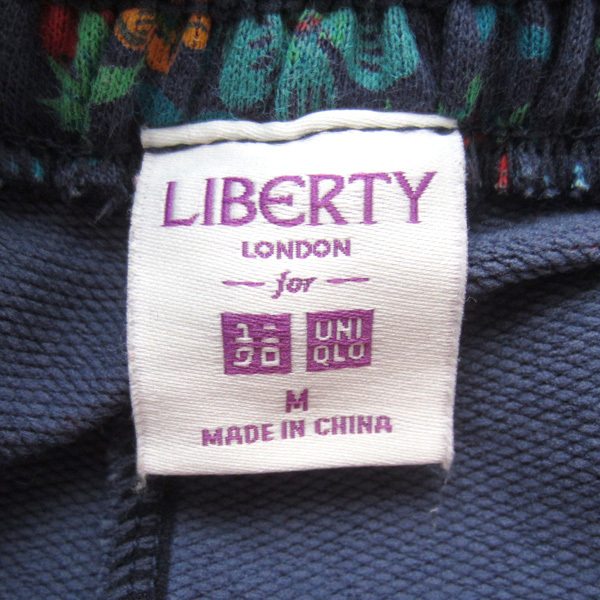 LIBERTY
LONDON
for
ユニ UNI
クロ QLO
M
MADE IN CHINA